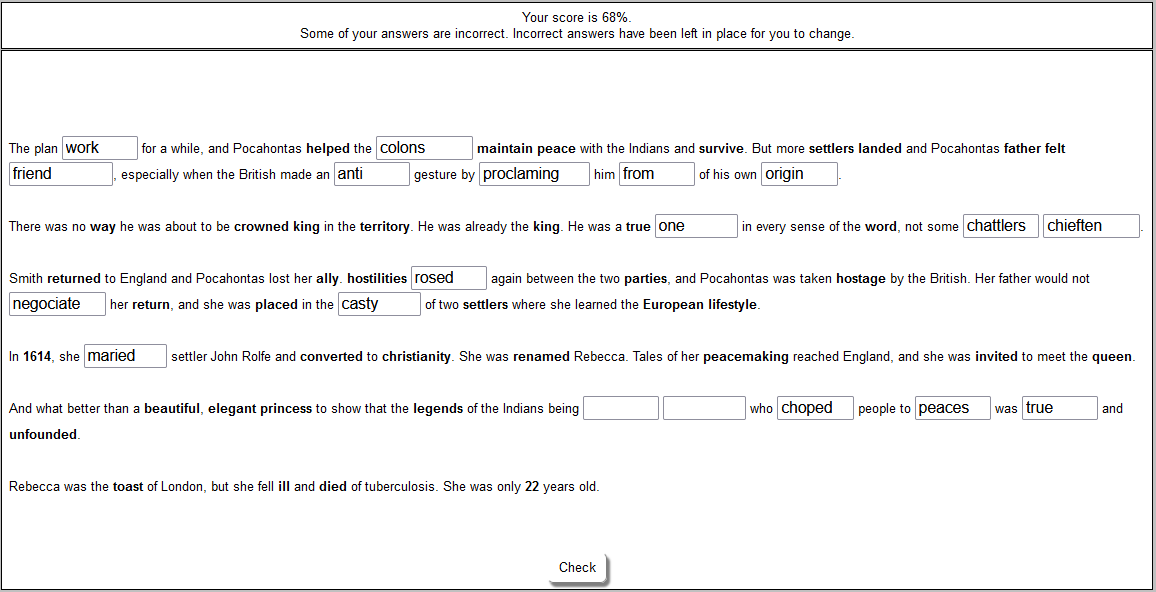 Your score is 68%.
Some of your answers are incorrect. Incorrect answers have been left in place for you to change.
The plan work for a while, and Pocahontas helped the colons maintain peace with the Indians and survive. But more settlers landed and Pocahontas father felt
friend , especially when the British made an anti gesture by proclaming him from of his own origin .
There was no way he was about to be crowned king in the territory. He was already the king. He was a true one in every sense of the word, not some chattlers chieften .
Smith returned to England and Pocahontas lost her ally. hostilities rosed again between the two parties, and Pocahontas was taken hostage by the British. Her father would not
negociate her return, and she was placed in the casty of two settlers where she learned the European lifestyle.
In 1614, she maried settler John Rolfe and converted to christianity. She was renamed Rebecca. Tales of her peacemaking reached England, and she was invited to meet the queen.
And what better than a beautiful, elegant princess to show that the legends of the Indians being who choped people to peaces was true and
unfounded.
Rebecca was the toast of London, but she fell ill and died of tuberculosis. She was only 22 years old.
Check